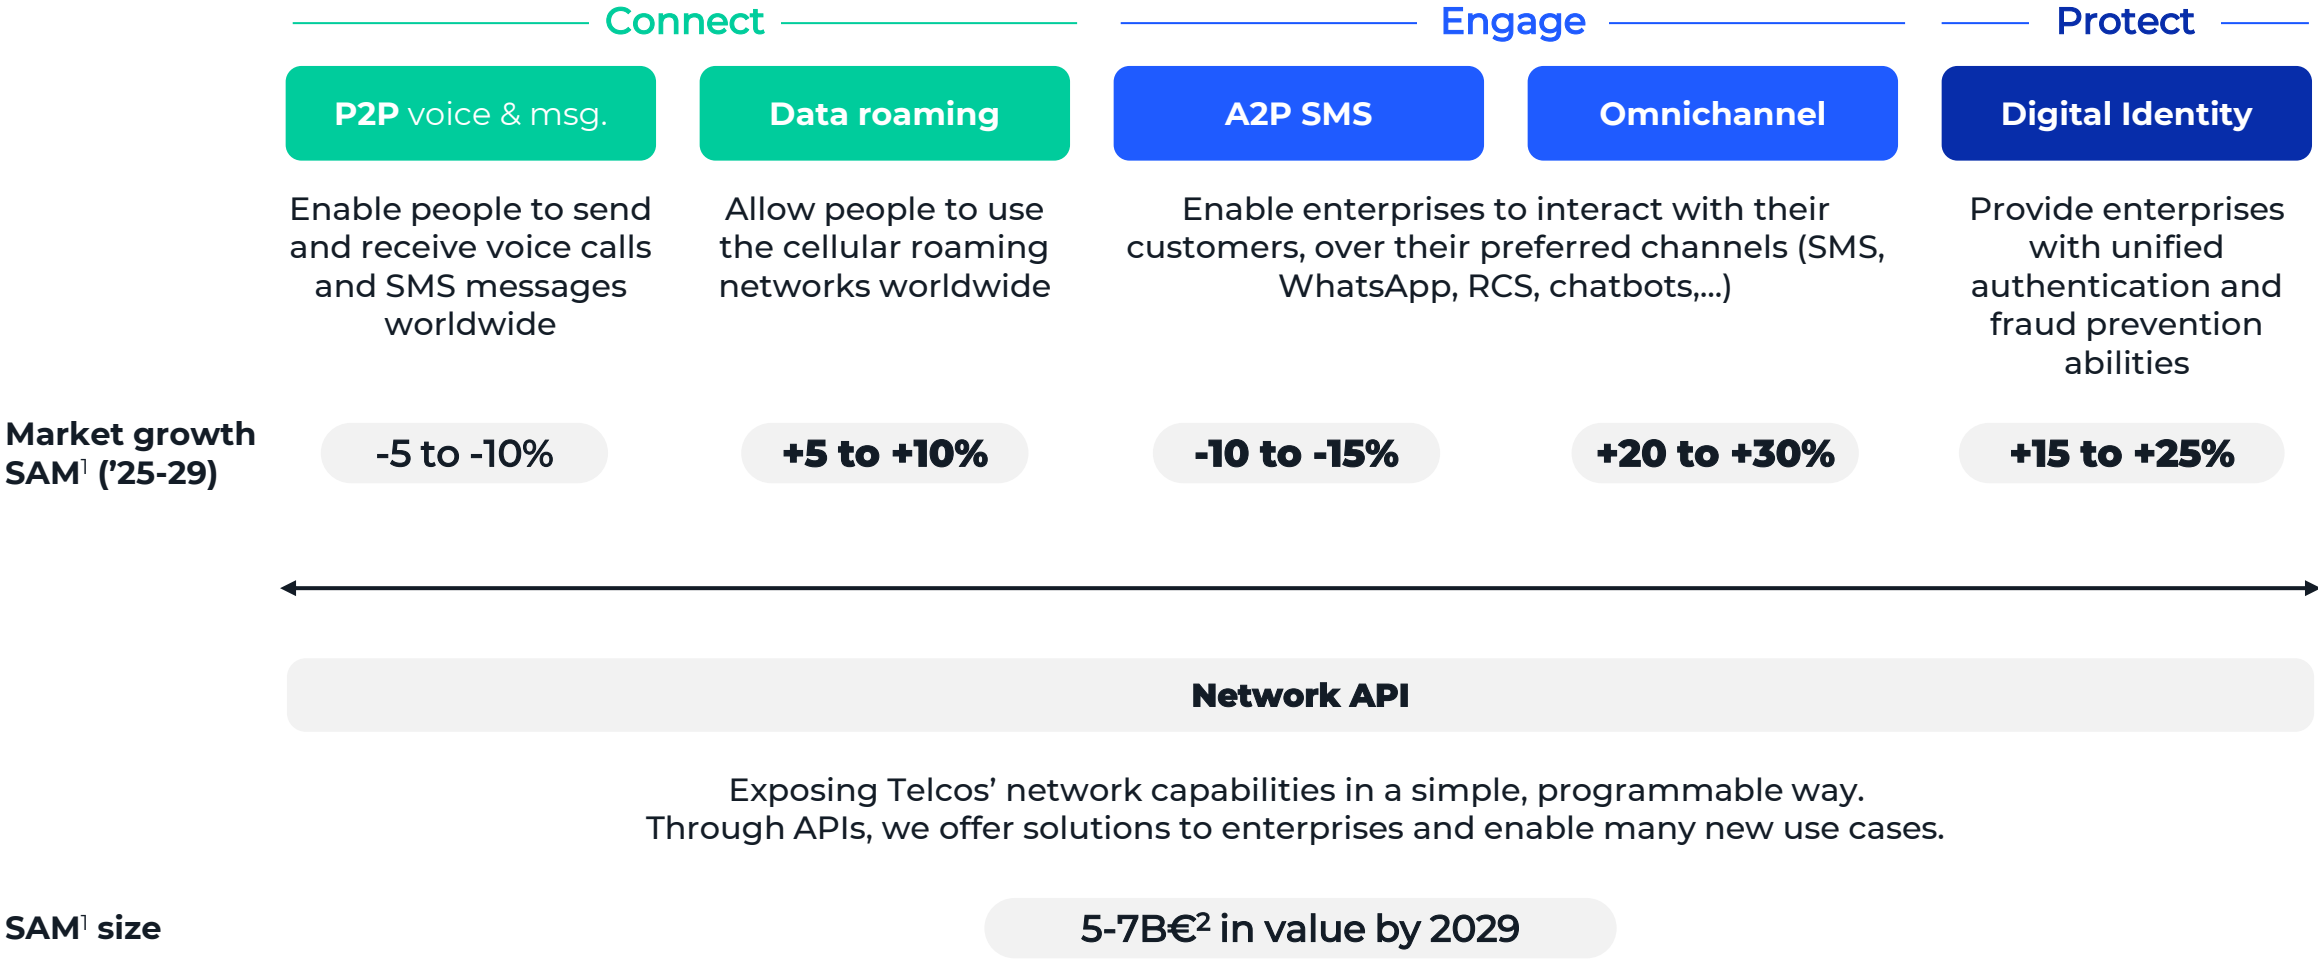 Connect
Engage
Protect
P2P voice & msg.
Data roaming
A2P SMS
Omnichannel
Digital Identity
Enable people to send
and receive voice calls
and SMS messages
worldwide
Allow people to use
the cellular roaming
networks worldwide
Enable enterprises to interact with their
customers, over their preferred channels (SMS,
WhatsApp, RCS, chatbots,...)
Provide enterprises
with unified
authentication and
fraud prevention
abilities
Market growth
SAM¹ (’25-29)
-5 to -10%
+5 to +10%
-10 to -15%
+20 to +30%
+15 to +25%
Network API
Exposing Telcos’ network capabilities in a simple, programmable way.
Through APIs, we offer solutions to enterprises and enable many new use cases.
SAM¹ size
5-7B€² in value by 2029